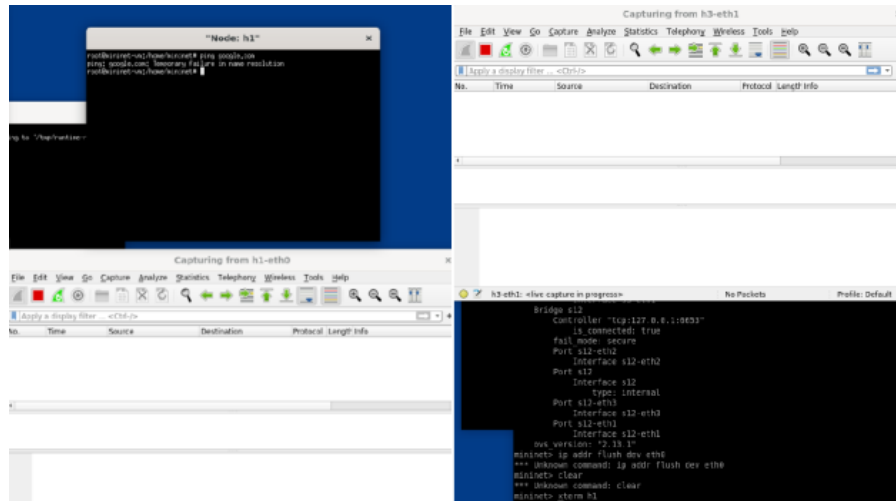 "Node: h1"
root@mininet-vm:/home/mininet# ping google.com
ping: google.com: Temporary failure in name resolution
root@mininet-vm:/home/mininet#
ng to '/tmp/runtime-r
Capturing from h3-eth1
File Edit View Go Capture Analyze Statistics Telephony Wireless Tools Help
Apply a display filter ... <Ctrl-/>
No. Time Source Destination Protocol Length Info
h3-eth1: <live capture in progress> No Packets Profile: Default
Capturing from h1-eth0
File Edit View Go Capture Analyze Statistics Telephony Wireless Tools Help
Apply a display filter ... <Ctrl-/>
No. Time Source Destination Protocol Length Info
Bridge s12
Controller "tcp:127.0.0.1:6653"
is_connected: true
fail_mode: secure
Port s12-eth2
Interface s12-eth2
Port s12
Interface s12
type: internal
Port s12-eth3
Interface s12-eth3
Port s12-eth1
Interface s12-eth1
ovs_version: "2.13.1"
mininet> ip addr flush dev eth0
*** Unknown command: ip addr flush dev eth0
mininet> clear
*** Unknown command: clear
mininet> xterm h1